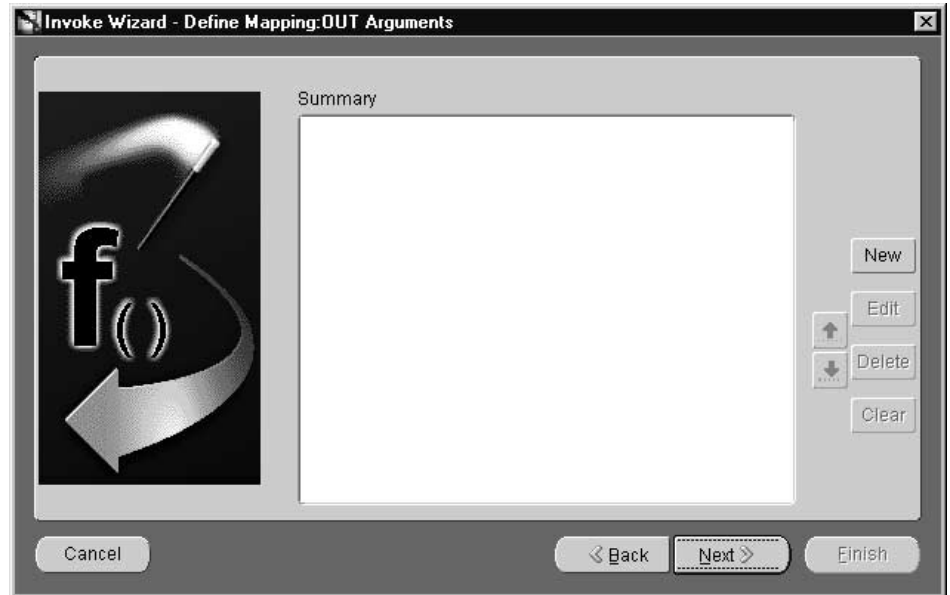 Invoke Wizard - Define Mapping:OUT Arguments
Summary
f()
New
Edit
Delete
Clear
Cancel
Back
Next
Finish